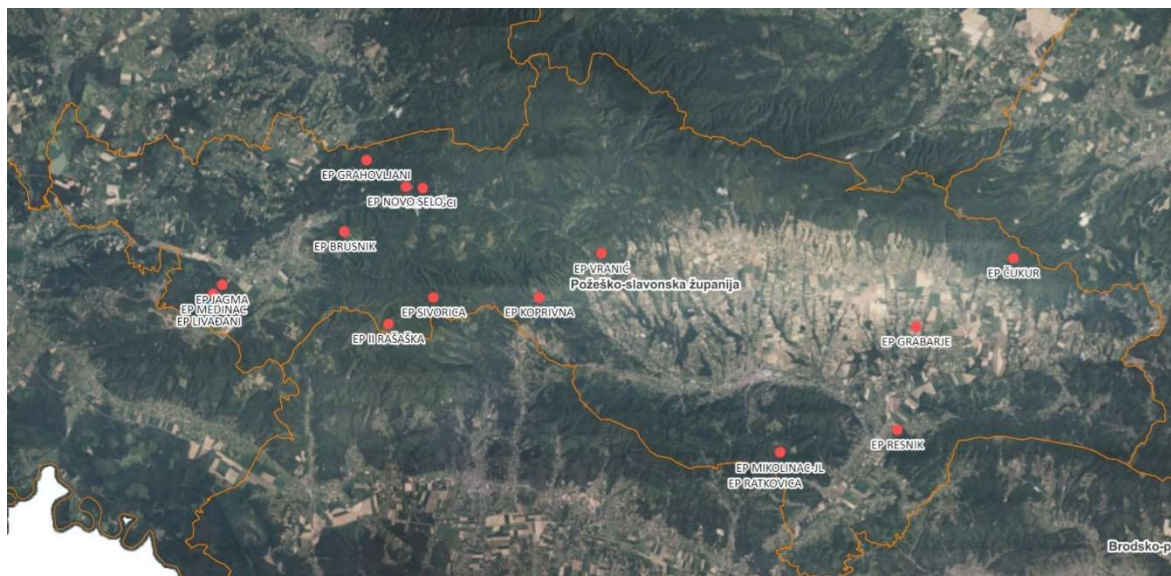 EP GRAHOVLJANI
EP NOVO SELO
EP BRUSNIK
EP VRANIĆ
EP ČUKUR
Požeško-slavonska županija
EP JAGMA
EP SIVORICA
EP KOPRIVNA
EP MEDINAC
EP LIVAĐANI
EP II RAŠAŠKA
EP GRABARJE
EP RESNIK
EP MIKOLINAC-JL
EP RATKOVICA
Brodsko-p